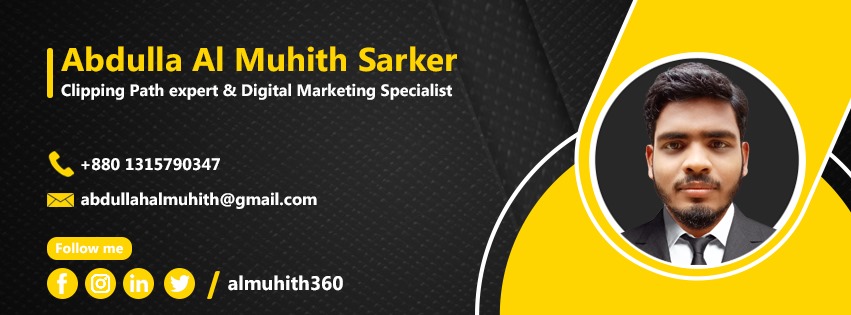 Abdulla Al Muhith Sarker
Clipping Path expert & Digital Marketing Specialist
+880 1315790347
abdullahalmuhith@gmail.com
Follow me
/ almuhith360